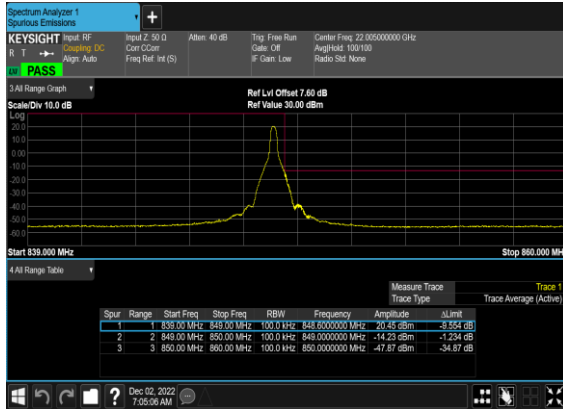 Spectrum Analyzer 1
Spurious Emissions
KEYSIGHT Input: RF Input Z: 50 Ω Atten: 40 dB Trig: Free Run Center Freq: 22.005000000 GHz
R T Coupling: DC Corr CCorr Gate: Off Avg|Hold: 100/100
Align: Auto Freq Ref: Int (S) IF Gain: Low Radio Std: None
PASS
3 All Range Graph
Ref Lvl Offset 7.60 dB
Scale/Div 10.0 dB Ref Value 30.00 dBm
Log
20.0
10.0
0.00
-10.0
-20.0
-30.0
-40.0
-50.0
-60.0
Start 839.000 MHz Stop 860.000 MH
4 All Range Table
Measure Trace Trace 1
Trace Type Trace Average (Active)
Spur Range Start Freq Stop Freq RBW Frequency Amplitude ΔLimit
1 1 839.00 MHz 849.00 MHz 100.0 kHz 848.6000000 MHz 20.45 dBm -9.554 dB
2 2 849.00 MHz 850.00 MHz 100.0 kHz 849.0000000 MHz -14.23 dBm -1.234 dB
3 3 850.00 MHz 860.00 MHz 100.0 kHz 850.0000000 MHz -47.87 dBm -34.87 dB
Dec 02, 2022
7:05:06 AM